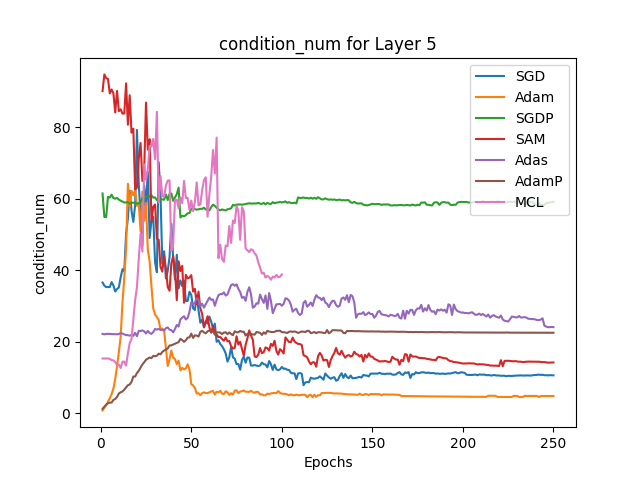 condition_num for Layer 5
condition_num
80
60
40
20
0
0
50
100
150
200
250
Epochs
SGD
Adam
SGDP
SAM
Adas
AdamP
MCL